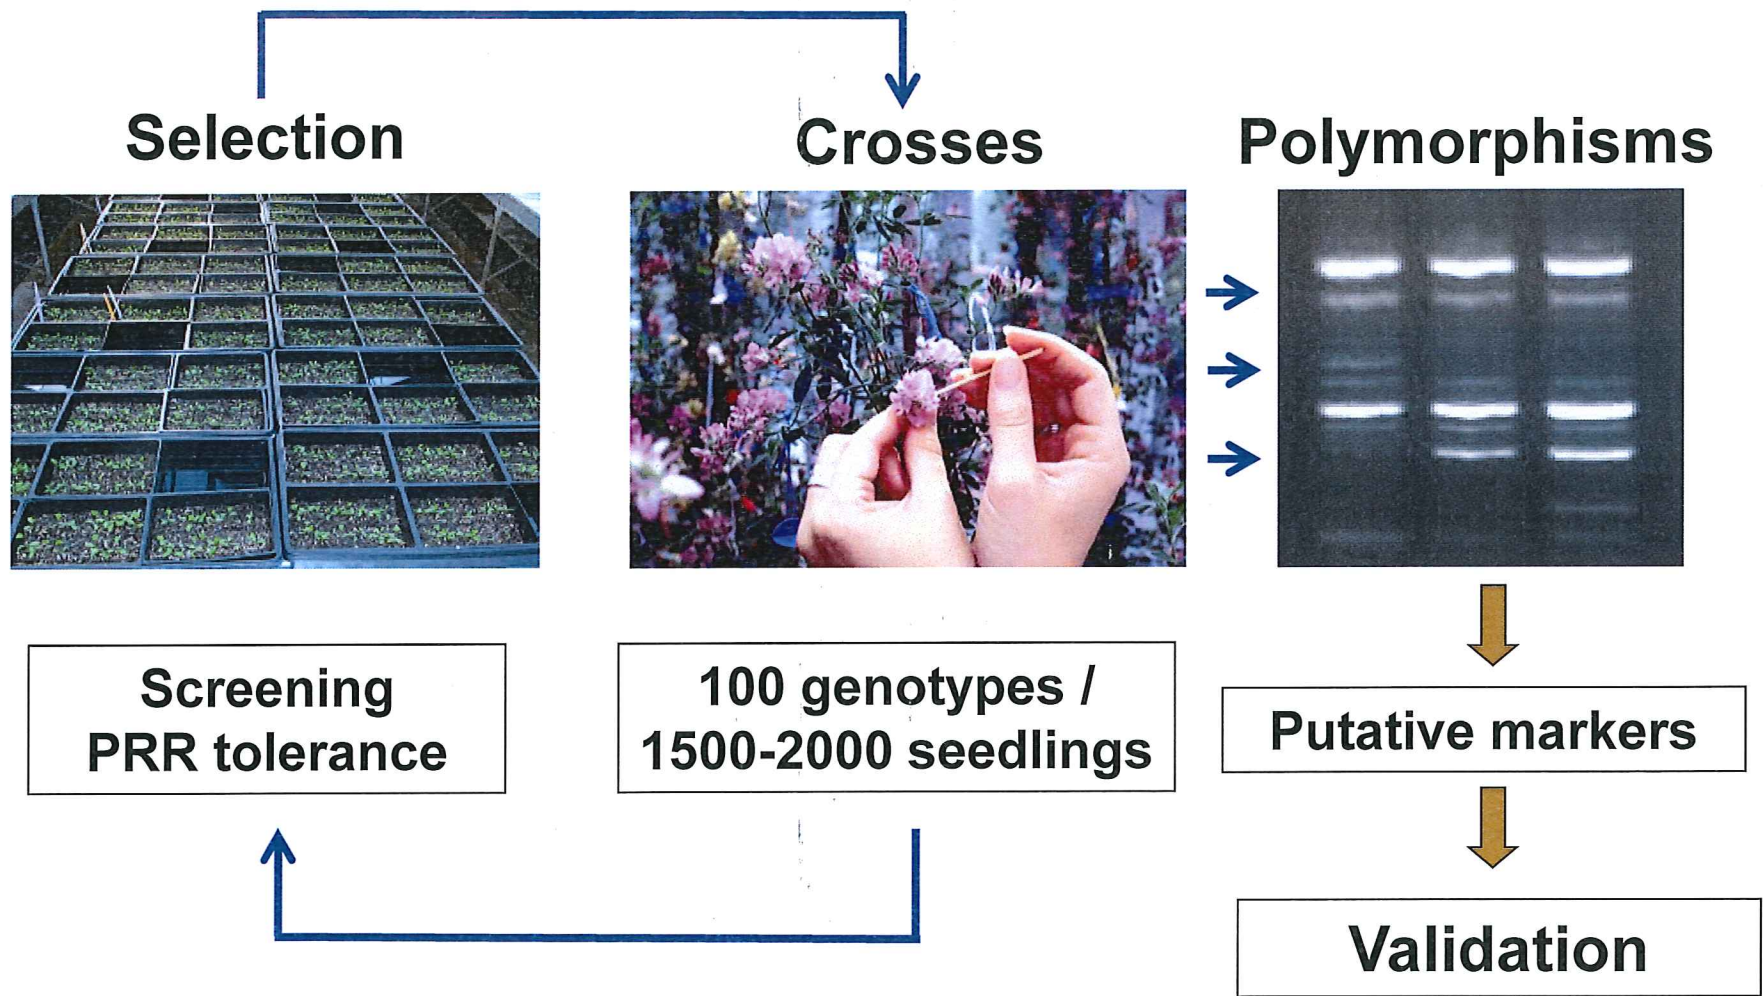 Selection
Crosses
Polymorphisms
Screening
PRR tolerance
100 genotypes /
1500-2000 seedlings
Putative markers
Validation